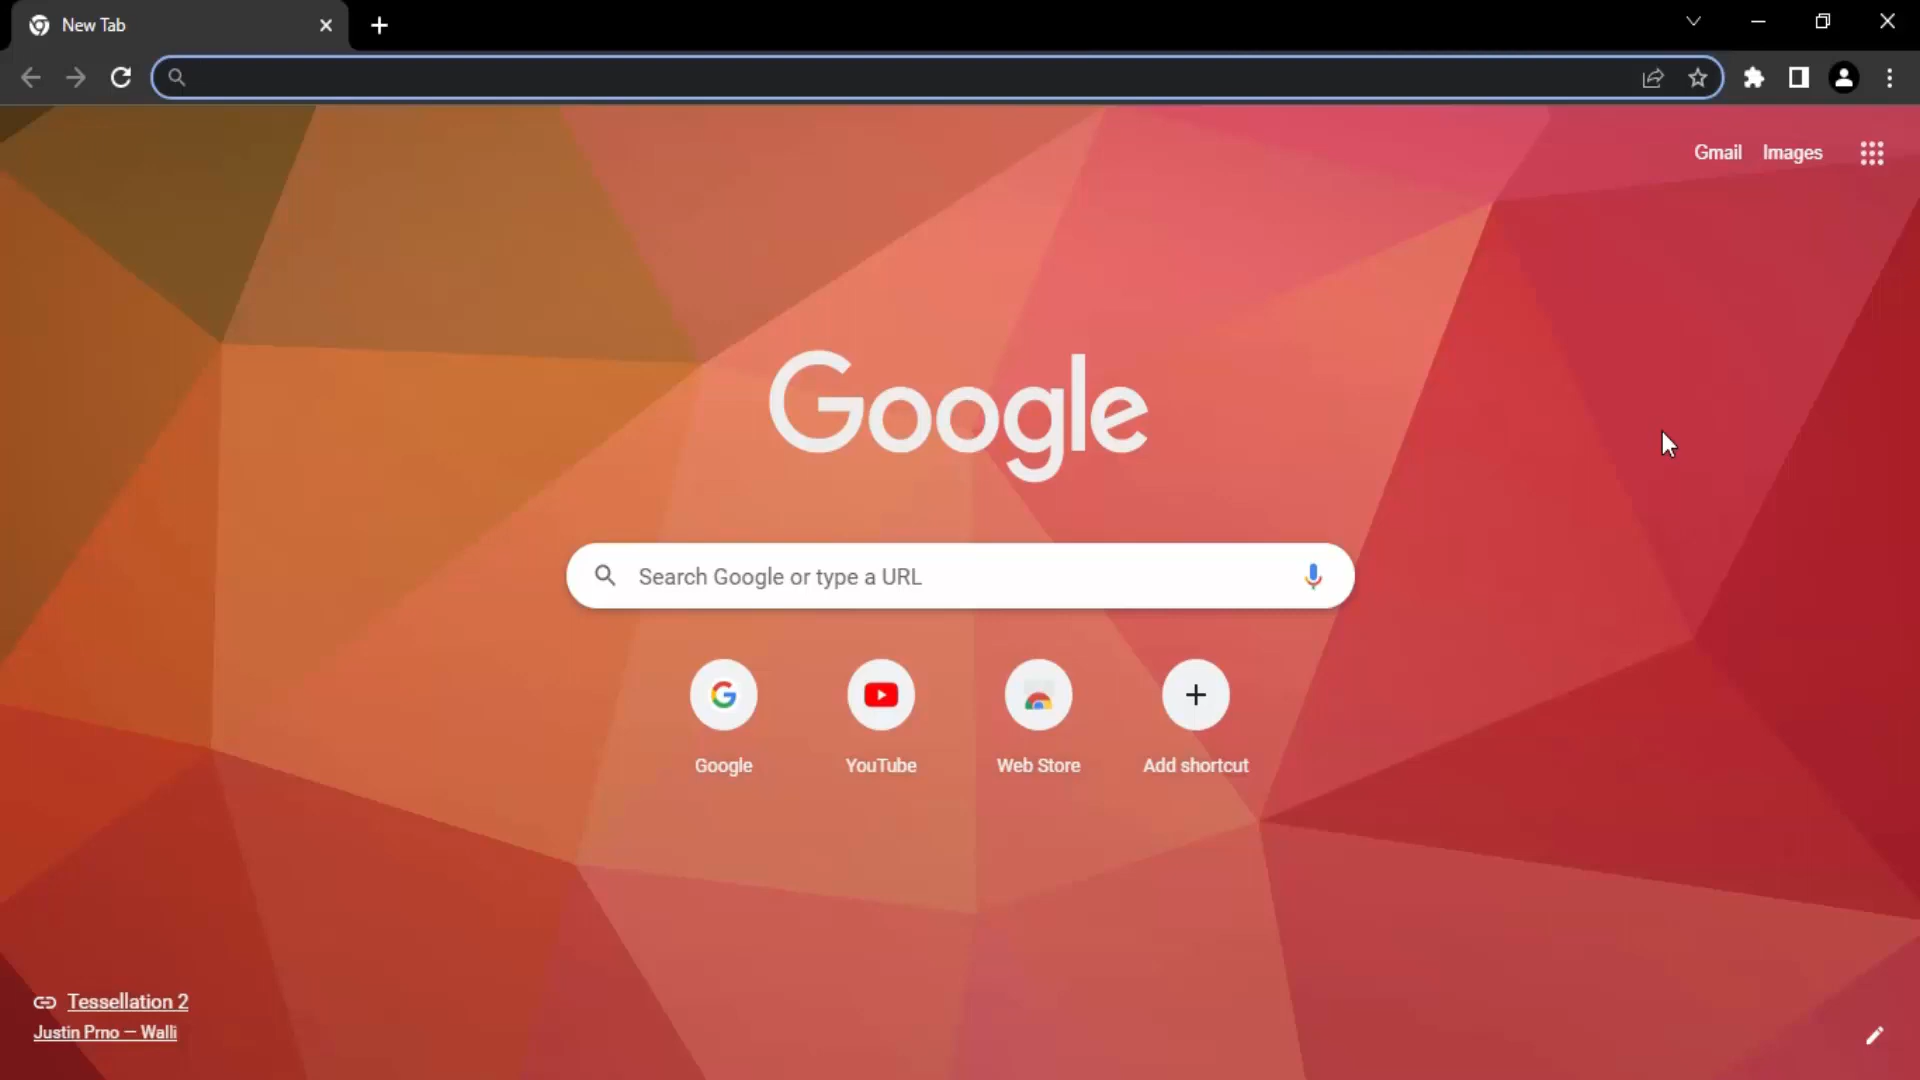 New Tab
Gmail Images
Google
Search Google or type a URL
Google YouTube Web Store Add shortcut
Tessellation 2
Justin Prno — Walli